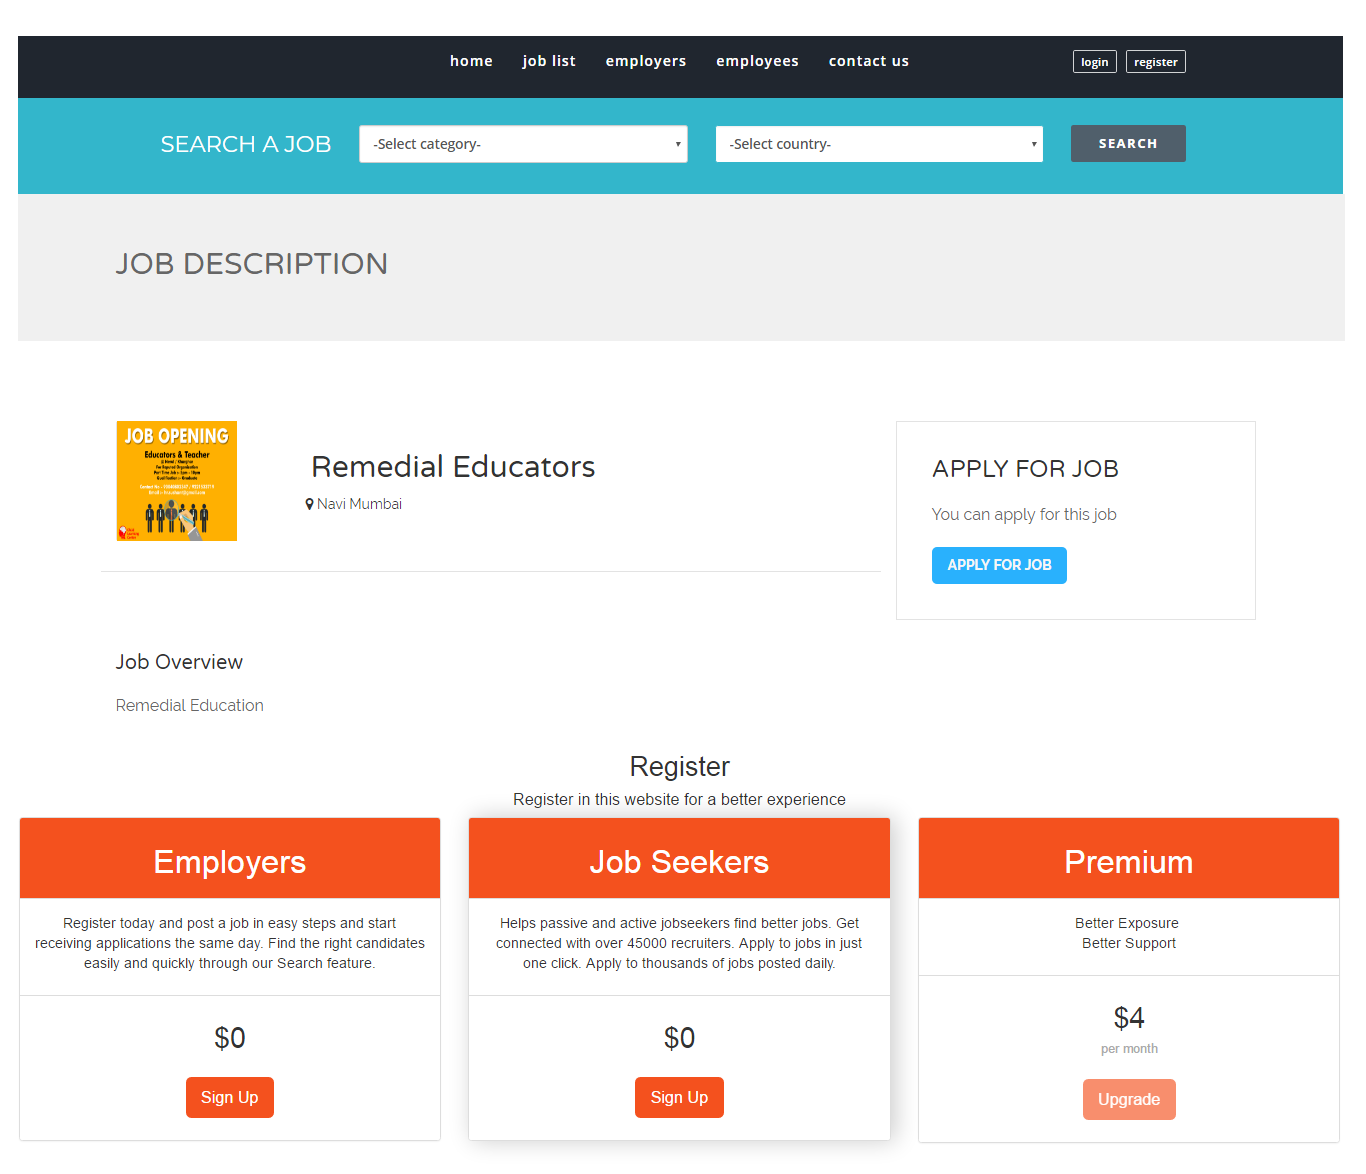 home job list employers employees contact us login register
SEARCH A JOB -Select category- -Select country- SEARCH
JOB DESCRIPTION
JOB OPENING
Educators & Teacher
For Reputed Organization
Qualification :- Graduate
Remedial Educators
Navi Mumbai
APPLY FOR JOB
You can apply for this job
APPLY FOR JOB
Job Overview
Remedial Education
Register
Register in this website for a better experience
Employers
Register today and post a job in easy steps and start
receiving applications the same day. Find the right candidates
easily and quickly through our Search feature.
$0
Sign Up
Job Seekers
Helps passive and active jobseekers find better jobs. Get
connected with over 45000 recruiters. Apply to jobs in just
one click. Apply to thousands of jobs posted daily.
$0
Sign Up
Premium
Better Exposure
Better Support
$4
per month
Upgrade